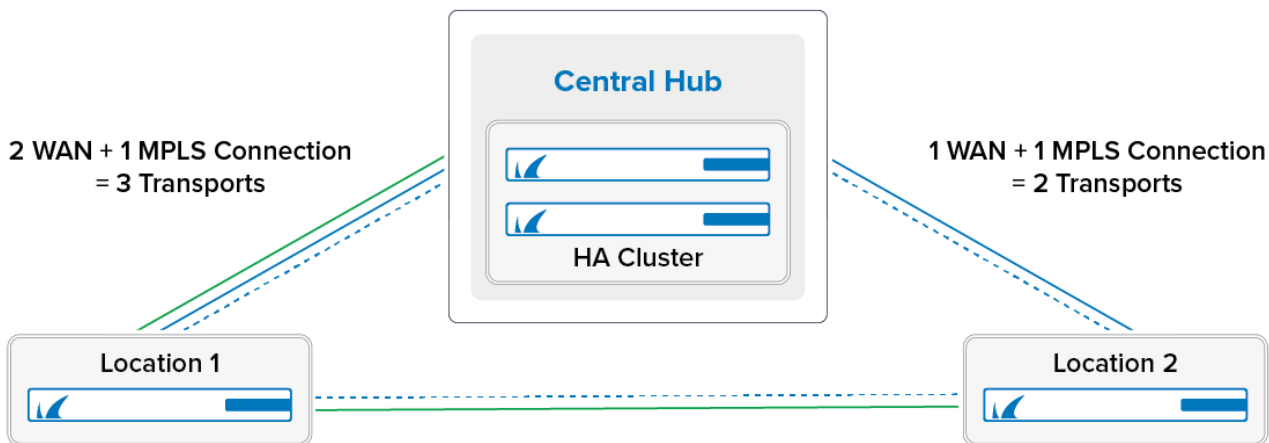 Central Hub
2 WAN + 1 MPLS Connection
= 3 Transports
1 WAN + 1 MPLS Connection
= 2 Transports
HA Cluster
Location 1
Location 2